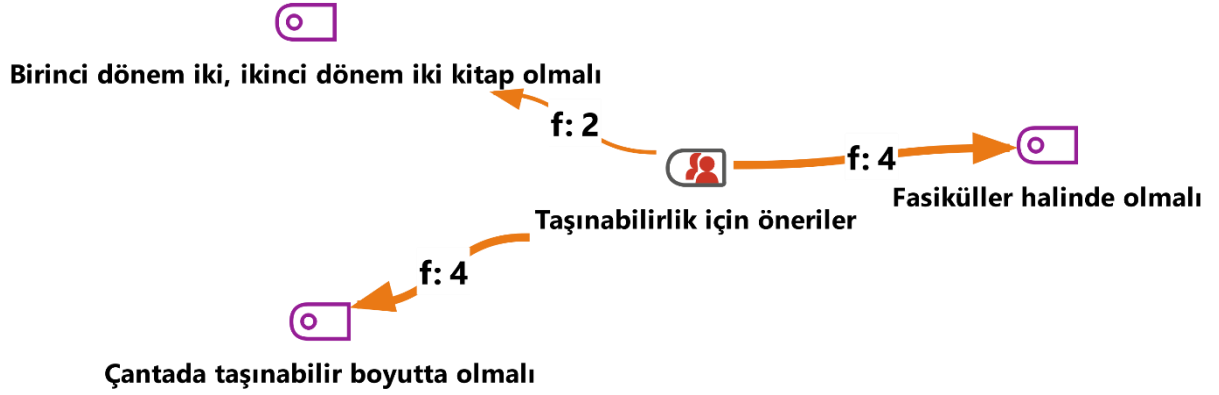 Birinci dönem iki, ikinci dönem iki kitap olmalı
f: 2
f: 4
Fasiküller halinde olmalı
Taşınabilirlik için öneriler
f: 4
Çantada taşınabilir boyutta olmalı